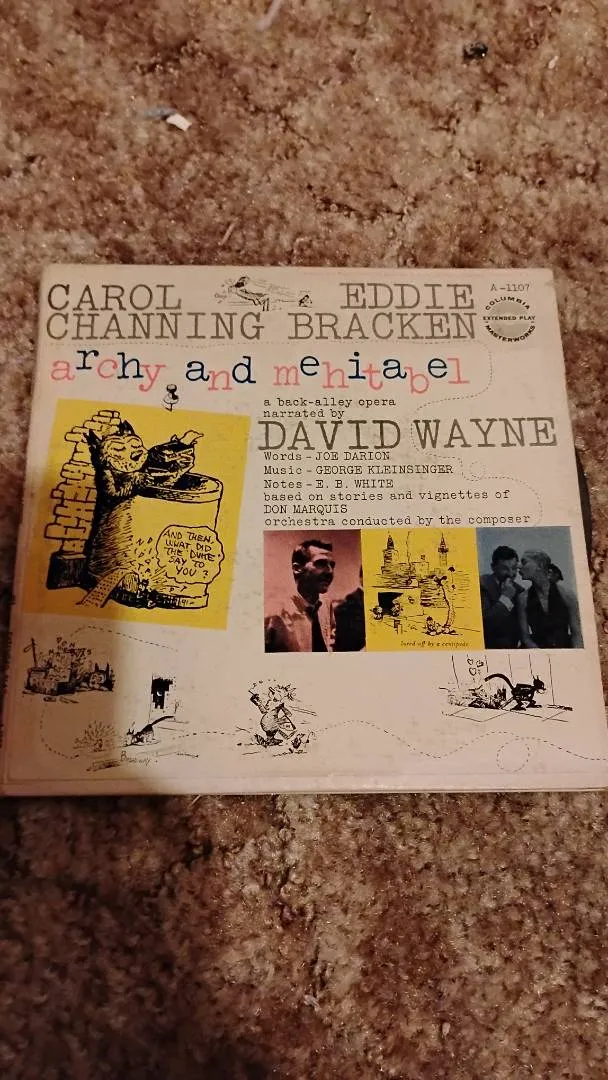 CAROL EDDIE
CHANNING BRACKEN
A-1107
COLUMBIA
EXTENDED PLAY
MASTERWORKS
archy and mehitabel
a back-alley opera
narrated by
DAVID WAYNE
Words - JOE DARION
Music - GEORGE KLEINSINGER
Notes - E. B. WHITE
based on stories and vignettes of
DON MARQUIS
orchestra conducted by the composer
AND THEN,
WHAT DID
THE DUKE
SAY TO
YOU?
lured off by a centipede